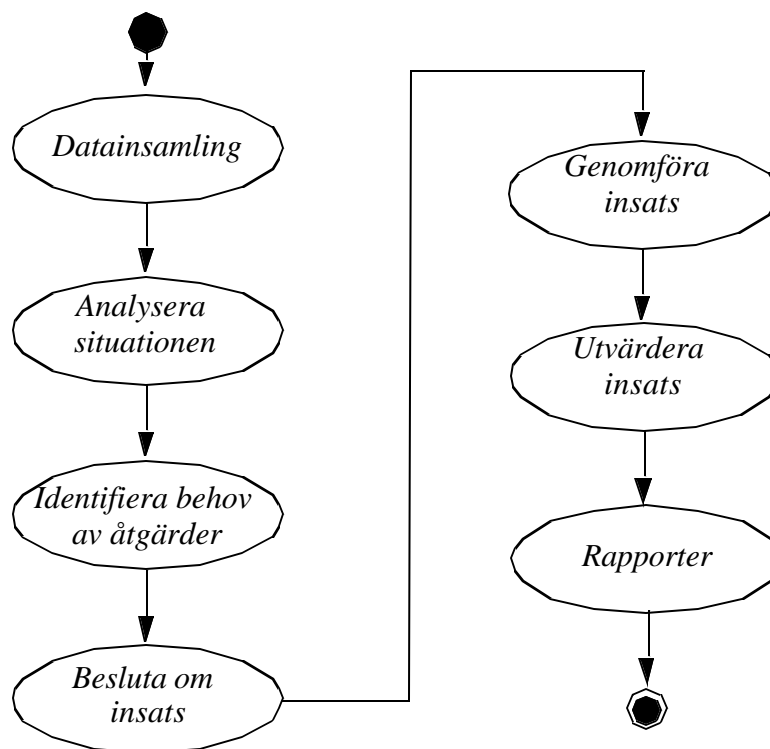 Datainsamling
Analysera
situationen
Identifiera behov
av åtgärder
Besluta om
insats
Genomföra
insats
Utvärdera
insats
Rapporter